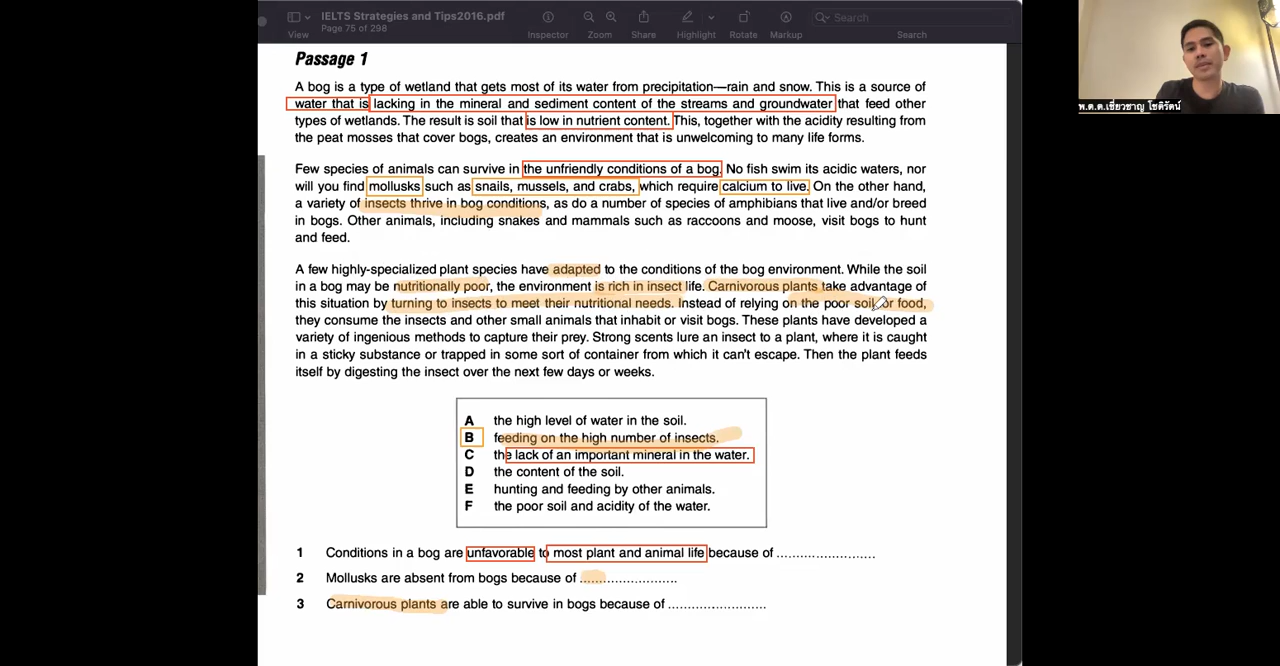 IELTS Strategies and Tips2016.pdf
Page 75 of 298
View
Inspector
Zoom
Share
Highlight
Rotate
Markup
Search
Search
พ.ต.ต.เชี่ยวชาญ โชติรัตน์
Passage 1
A bog is a type of wetland that gets most of its water from precipitation—rain and snow. This is a source of
water that is lacking in the mineral and sediment content of the streams and groundwater that feed other
types of wetlands. The result is soil that is low in nutrient content. This, together with the acidity resulting from
the peat mosses that cover bogs, creates an environment that is unwelcoming to many life forms.
Few species of animals can survive in the unfriendly conditions of a bog. No fish swim its acidic waters, nor
will you find mollusks such as snails, mussels, and crabs, which require calcium to live. On the other hand,
a variety of insects thrive in bog conditions, as do a number of species of amphibians that live and/or breed
in bogs. Other animals, including snakes and mammals such as raccoons and moose, visit bogs to hunt
and feed.
A few highly-specialized plant species have adapted to the conditions of the bog environment. While the soil
in a bog may be nutritionally poor, the environment is rich in insect life. Carnivorous plants take advantage of
this situation by turning to insects to meet their nutritional needs. Instead of relying on the poor soil for food,
they consume the insects and other small animals that inhabit or visit bogs. These plants have developed a
variety of ingenious methods to capture their prey. Strong scents lure an insect to a plant, where it is caught
in a sticky substance or trapped in some sort of container from which it can't escape. Then the plant feeds
itself by digesting the insect over the next few days or weeks.
A the high level of water in the soil.
B feeding on the high number of insects.
C the lack of an important mineral in the water.
D the content of the soil.
E hunting and feeding by other animals.
F the poor soil and acidity of the water.
1 Conditions in a bog are unfavorable to most plant and animal life because of ........................
2 Mollusks are absent from bogs because of ........................
3 Carnivorous plants are able to survive in bogs because of ........................